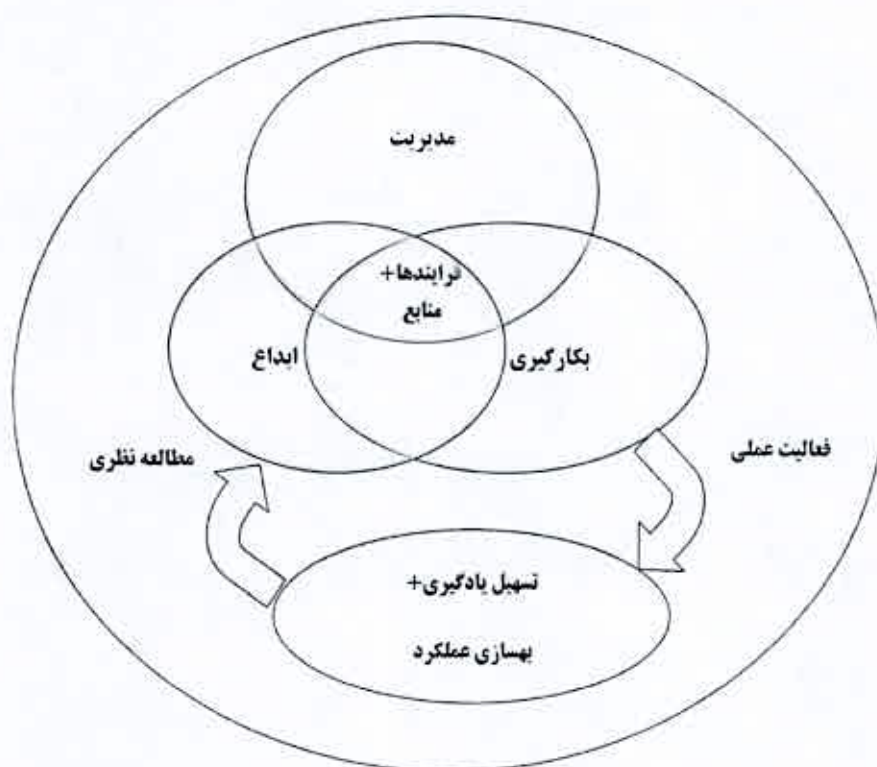 مدیریت
فرایندها+
منابع
بکارگیری
ابداع
فعالیت عملی
مطالعه نظری
تسهیل یادگیری+
بهسازی عملکرد